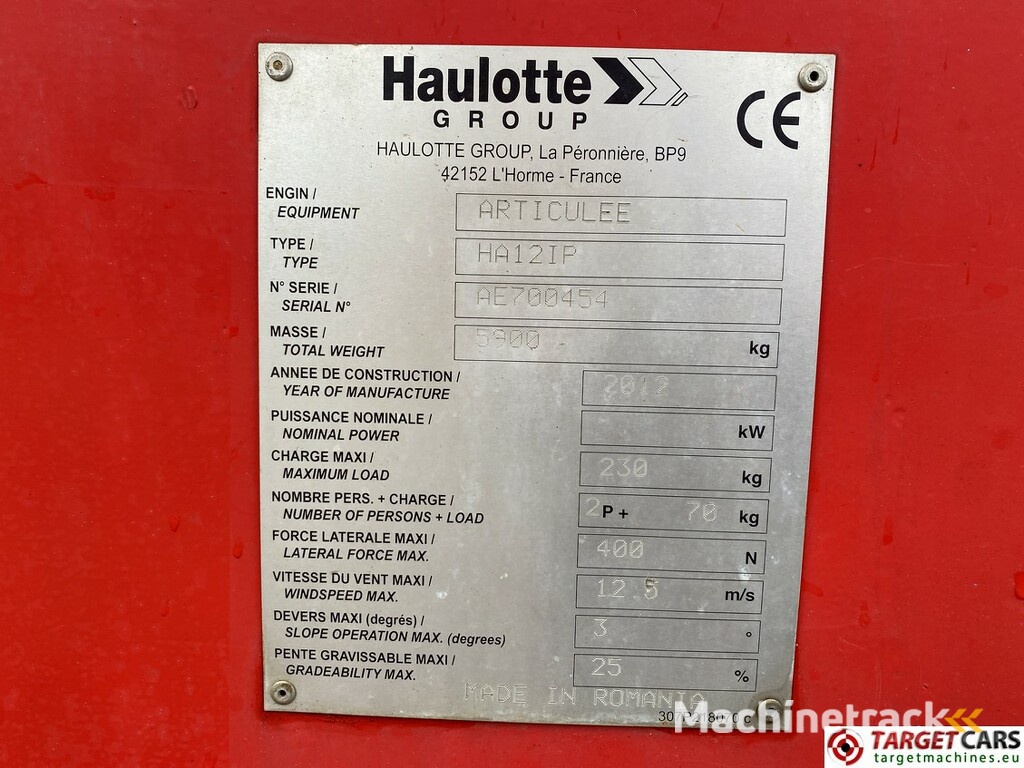 Haulotte
GROUP
CE
HAULOTTE GROUP, La Péronnière, BP9
42152 L'Horme - France
ENGIN /
EQUIPMENT
ARTICULEE
TYPE /
TYPE
HA12IP
N° SERIE /
SERIAL N°
AE700454
MASSE /
TOTAL WEIGHT
5900 kg
ANNEE DE CONSTRUCTION /
YEAR OF MANUFACTURE
2012
PUISSANCE NOMINALE /
NOMINAL POWER
kW
CHARGE MAXI /
MAXIMUM LOAD
230 kg
NOMBRE PERS. + CHARGE /
NUMBER OF PERSONS + LOAD
2P + 70 kg
FORCE LATERALE MAXI /
LATERAL FORCE MAX.
400 N
VITESSE DU VENT MAXI /
WINDSPEED MAX.
12.5 m/s
DEVERS MAXI (degrés) /
SLOPE OPERATION MAX. (degrees)
3 °
PENTE GRAVISSABLE MAXI /
GRADEABILITY MAX.
25 %
MADE IN ROMANIA
Machinetrack
TARGETCARS
targetmachines.eu